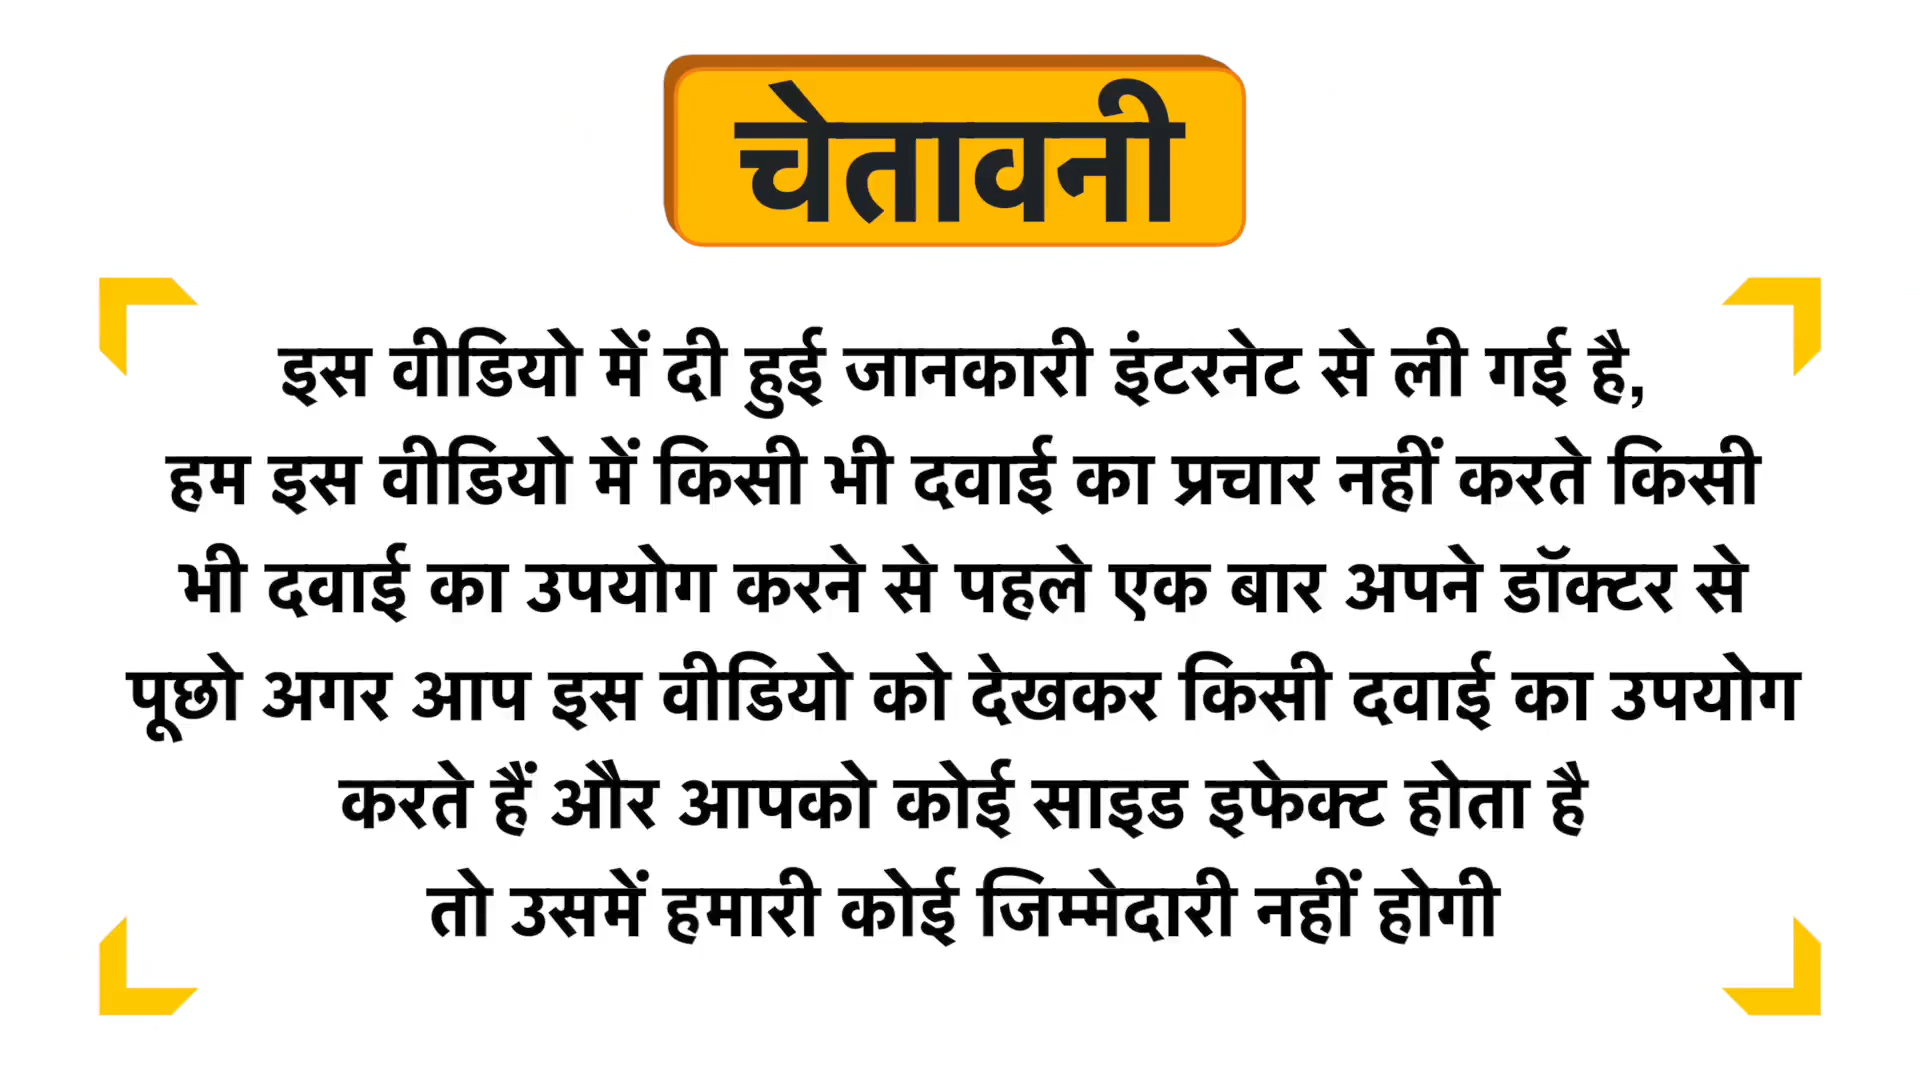 चेतावनी
इस वीडियो में दी हुई जानकारी इंटरनेट से ली गई है,
हम इस वीडियो में किसी भी दवाई का प्रचार नहीं करते किसी
भी दवाई का उपयोग करने से पहले एक बार अपने डॉक्टर से
पूछो अगर आप इस वीडियो को देखकर किसी दवाई का उपयोग
करते हैं और आपको कोई साइड इफेक्ट होता है
तो उसमें हमारी कोई जिम्मेदारी नहीं होगी